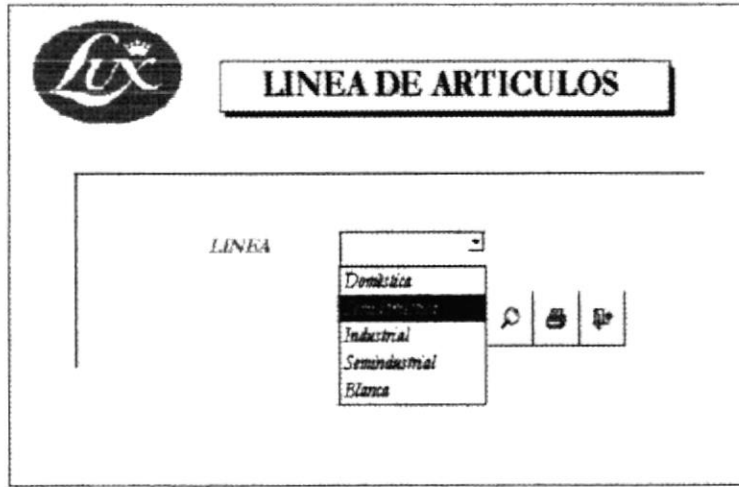 Lux
LINEA DE ARTICULOS
LINEA
Doméstica
Industrial
Semindustrial
Blanca